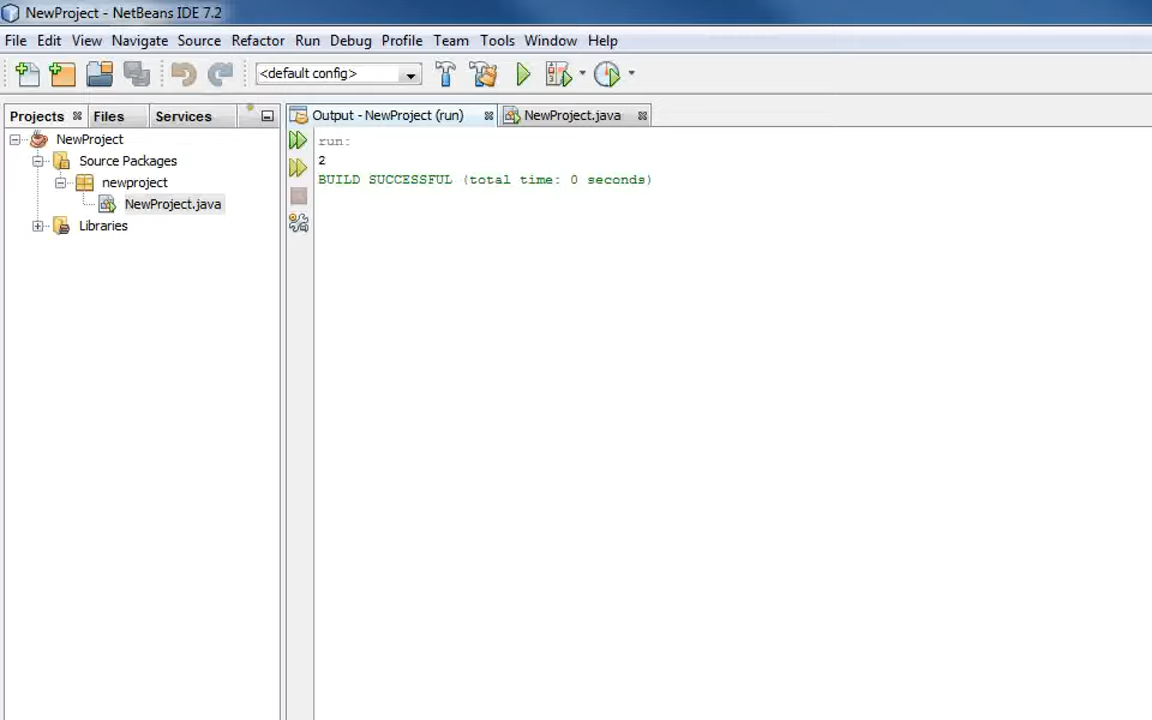 NewProject - NetBeans IDE 7.2
File Edit View Navigate Source Refactor Run Debug Profile Team Tools Window Help
<default config>
Projects Files Services
Output - NewProject (run) NewProject.java
NewProject
Source Packages
newproject
NewProject.java
Libraries
run:
2
BUILD SUCCESSFUL (total time: 0 seconds)